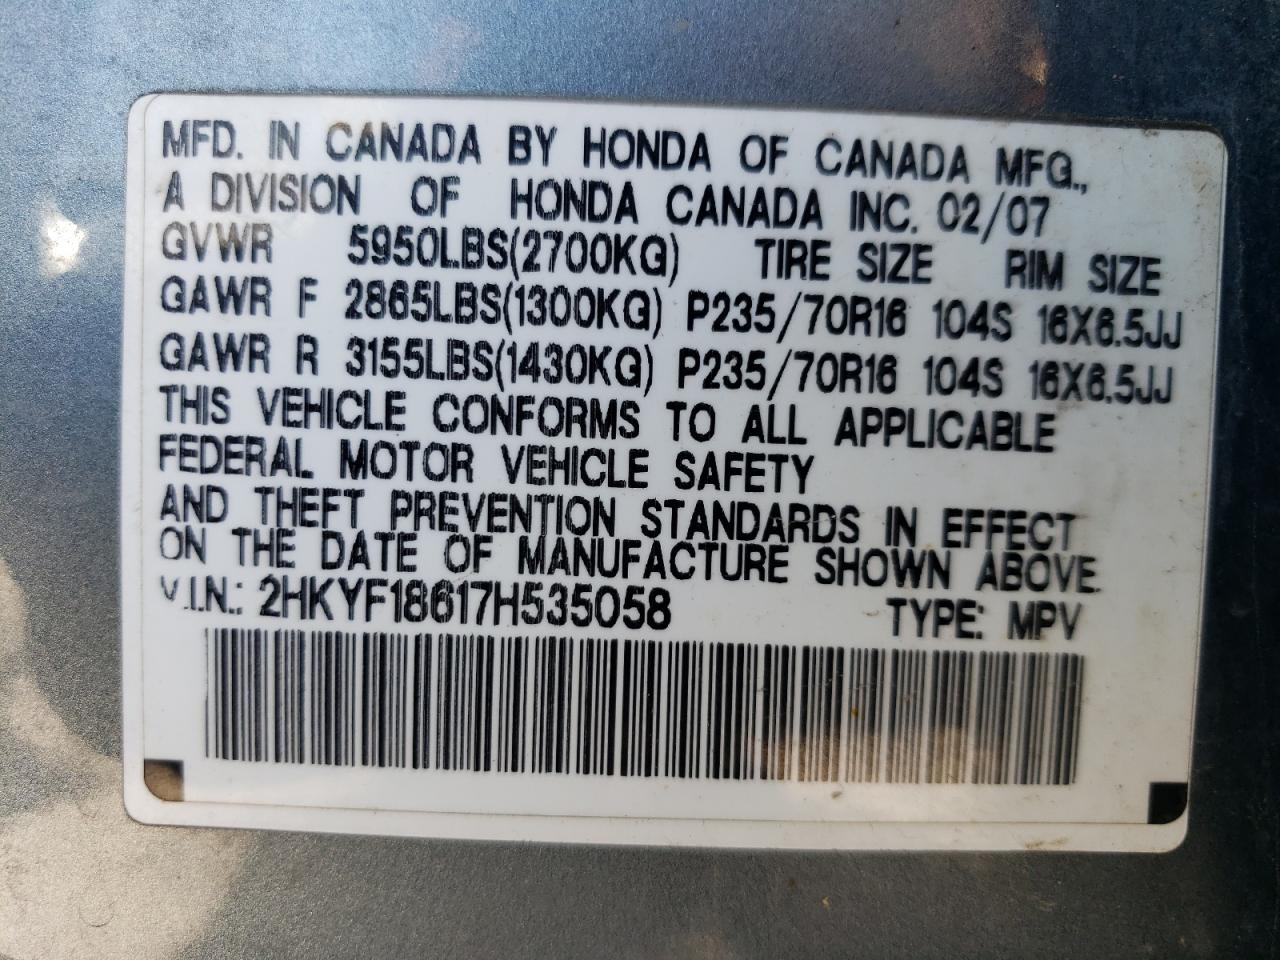 MFD. IN CANADA BY HONDA OF CANADA MFG.,
A DIVISION OF HONDA CANADA INC. 02/07
GVWR 5950LBS(2700KG) TIRE SIZE RIM SIZE
GAWR F 2865LBS(1300KG) P235/70R16 104S 16X6.5JJ
GAWR R 3155LBS(1430KG) P235/70R16 104S 16X6.5JJ
THIS VEHICLE CONFORMS TO ALL APPLICABLE
FEDERAL MOTOR VEHICLE SAFETY
AND THEFT PREVENTION STANDARDS IN EFFECT
ON THE DATE OF MANUFACTURE SHOWN ABOVE.
V.I.N.: 2HKYF18617H535058 TYPE: MPV